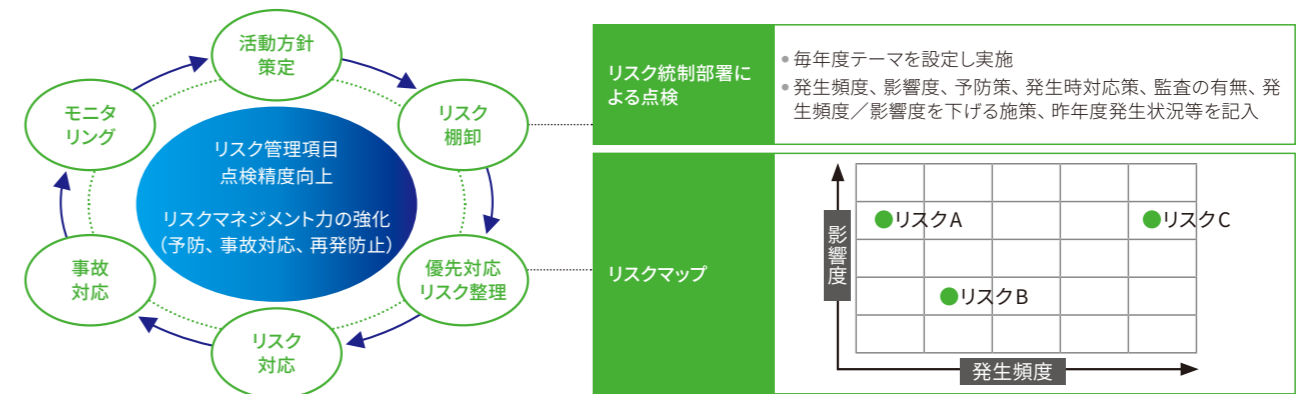 活動方針
策定
リスク
棚卸
優先対応
リスク整理
リスク
対応
事故
対応
モニタ
リング
リスク管理項目
点検精度向上
リスクマネジメント力の強化
（予防、事故対応、再発防止）
リスク統制部署に
よる点検
●毎年度テーマを設定し実施
●発生頻度、影響度、予防策、発生時対応策、監査の有無、発
生頻度／影響度を下げる施策、昨年度発生状況等を記入
リスクマップ
影響度
リスクA
リスクC
リスクB
発生頻度